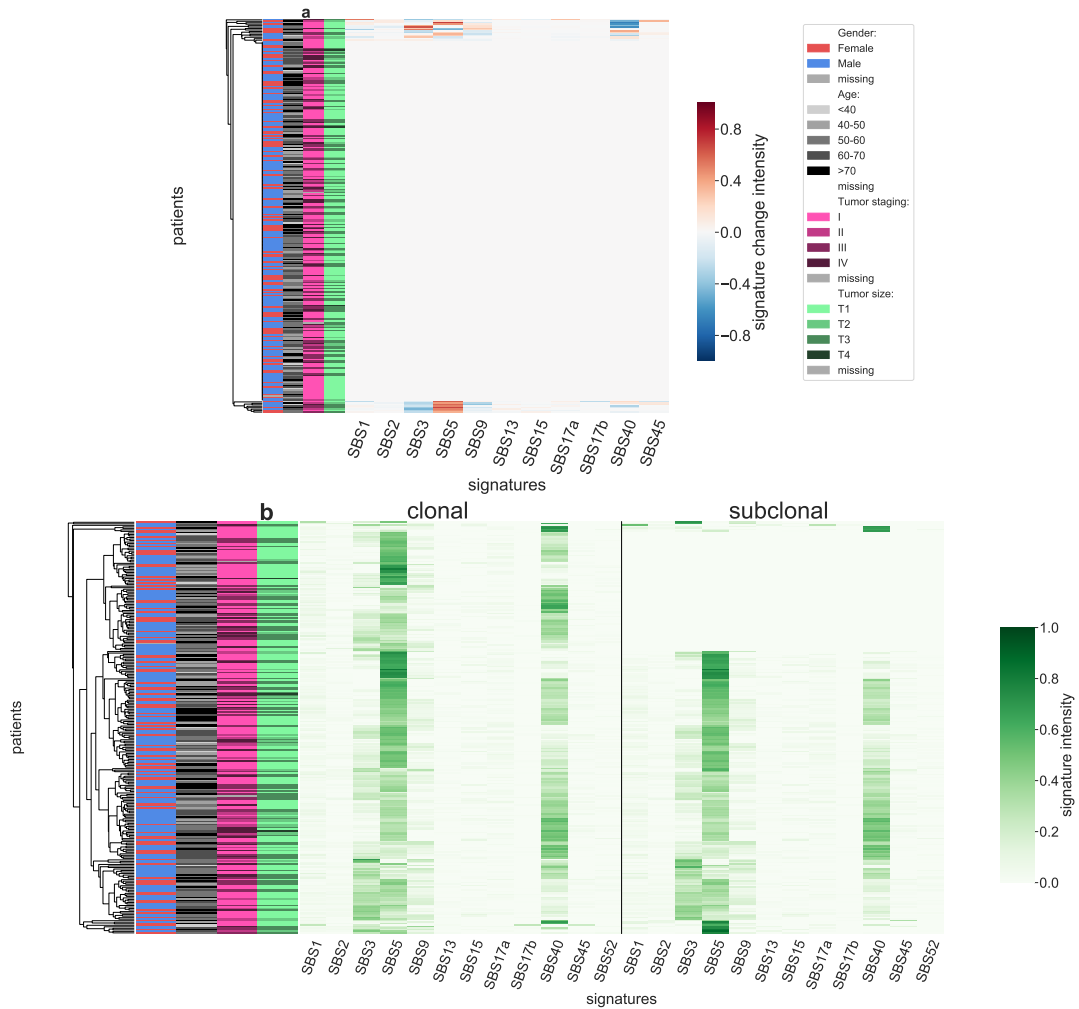 a
patients
SBS1
SBS2
SBS3
SBS5
SBS9
SBS13
SBS15
SBS17a
SBS17b
SBS40
SBS45
signatures
0.8
0.4
0.0
−0.4
−0.8
signature change intensity
Gender:
Female
Male
missing
Age:
<40
40-50
50-60
60-70
>70
missing
Tumor staging:
I
II
III
IV
missing
Tumor size:
T1
T2
T3
T4
missing
b
clonal
subclonal
patients
SBS1
SBS2
SBS3
SBS5
SBS9
SBS13
SBS15
SBS17a
SBS17b
SBS40
SBS45
SBS52
SBS1
SBS2
SBS3
SBS5
SBS9
SBS13
SBS15
SBS17a
SBS17b
SBS40
SBS45
SBS52
signatures
1.0
0.8
0.6
0.4
0.2
0.0
signature intensity